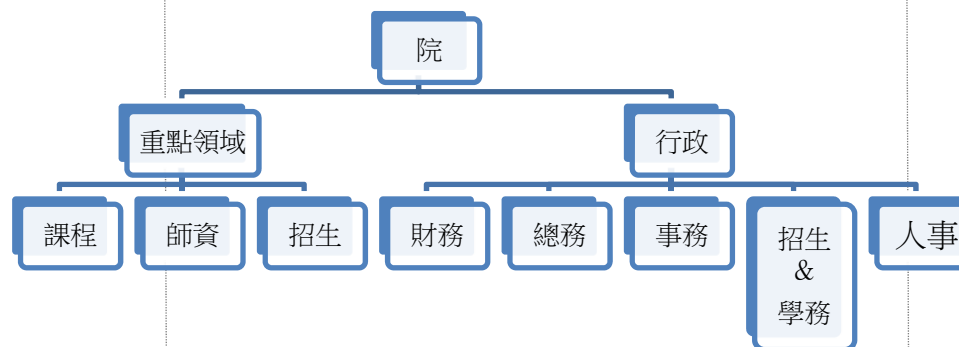 院
重點領域
行政
課程
師資
招生
財務
總務
事務
招生
&
學務
人事